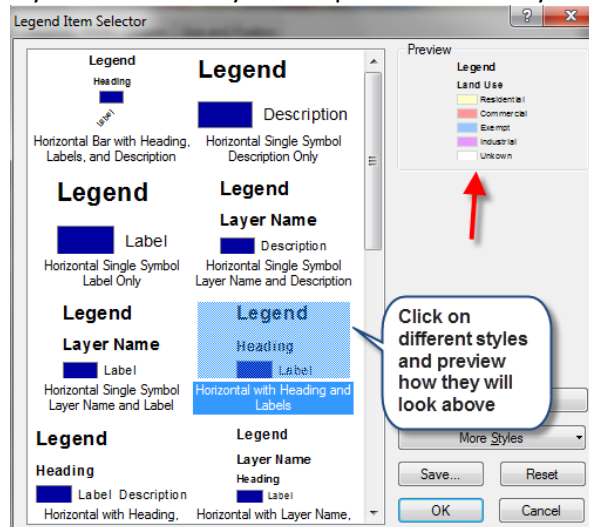 Legend Item Selector
Legend
Heading
Label
Horizontal Bar with Heading,
Labels, and Description
Legend
Description
Horizontal Single Symbol
Description Only
Legend
Label
Horizontal Single Symbol
Label Only
Legend
Layer Name
Description
Horizontal Single Symbol
Layer Name and Description
Legend
Layer Name
Label
Horizontal Single Symbol
Layer Name and Label
Legend
Heading
Label
Horizontal with Heading and
Labels
Legend
Heading
Label Description
Horizontal with Heading,
Legend
Layer Name
Heading
Label
Horizontal with Layer Name,
Preview
Legend
Land Use
Residential
Commercial
Exempt
Industrial
Unkown
Click on
different styles
and preview
how they will
look above
More Styles
Save...
Reset
OK
Cancel